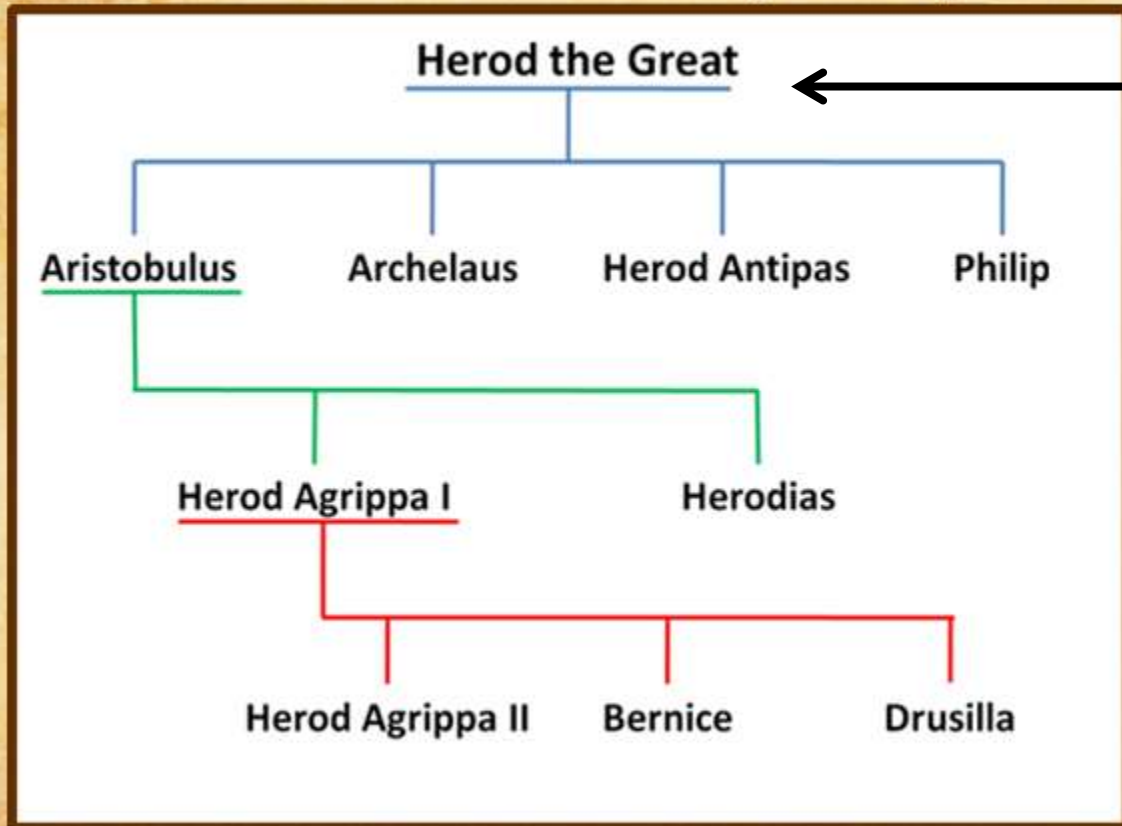 Herod the Great
Aristobulus Archelaus Herod Antipas Philip
Herod Agrippa I Herodias
Herod Agrippa II Bernice Drusilla